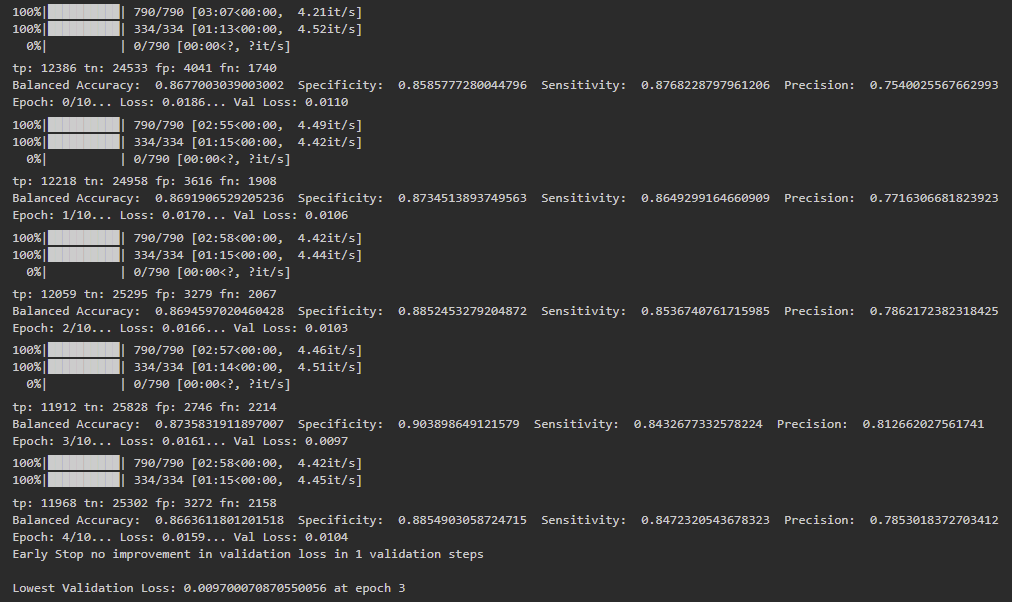 100%|██████████| 790/790 [03:07<00:00,  4.21it/s]
100%|██████████| 334/334 [01:13<00:00,  4.52it/s]
  0%|          | 0/790 [00:00<?, ?it/s]
tp: 12386 tn: 24533 fp: 4041 fn: 1740
Balanced Accuracy:  0.8677003039003002  Specificity:  0.8585777280044796  Sensitivity:  0.8768228797961206  Precision:  0.7540025567662993
Epoch: 0/10... Loss: 0.0186... Val Loss: 0.0110
100%|██████████| 790/790 [02:55<00:00,  4.49it/s]
100%|██████████| 334/334 [01:15<00:00,  4.42it/s]
  0%|          | 0/790 [00:00<?, ?it/s]
tp: 12218 tn: 24958 fp: 3616 fn: 1908
Balanced Accuracy:  0.8691906529205236  Specificity:  0.8734513893749563  Sensitivity:  0.8649299164660909  Precision:  0.7716306681823923
Epoch: 1/10... Loss: 0.0170... Val Loss: 0.0106
100%|██████████| 790/790 [02:58<00:00,  4.42it/s]
100%|██████████| 334/334 [01:15<00:00,  4.44it/s]
  0%|          | 0/790 [00:00<?, ?it/s]
tp: 12059 tn: 25295 fp: 3279 fn: 2067
Balanced Accuracy:  0.8694597020460428  Specificity:  0.8852453279204872  Sensitivity:  0.8536740761715985  Precision:  0.7862172382318425
Epoch: 2/10... Loss: 0.0166... Val Loss: 0.0103
100%|██████████| 790/790 [02:57<00:00,  4.46it/s]
100%|██████████| 334/334 [01:14<00:00,  4.51it/s]
  0%|          | 0/790 [00:00<?, ?it/s]
tp: 11912 tn: 25828 fp: 2746 fn: 2214
Balanced Accuracy:  0.8735831911897007  Specificity:  0.903898649121579  Sensitivity:  0.8432677332578224  Precision:  0.812662027561741
Epoch: 3/10... Loss: 0.0161... Val Loss: 0.0097
100%|██████████| 790/790 [02:58<00:00,  4.42it/s]
100%|██████████| 334/334 [01:15<00:00,  4.45it/s]
tp: 11968 tn: 25302 fp: 3272 fn: 2158
Balanced Accuracy:  0.8663611801201518  Specificity:  0.8854903058724715  Sensitivity:  0.8472320543678323  Precision:  0.7853018372703412
Epoch: 4/10... Loss: 0.0159... Val Loss: 0.0104
Early Stop no improvement in validation loss in 1 validation steps
Lowest Validation Loss: 0.009700070870550056 at epoch 3